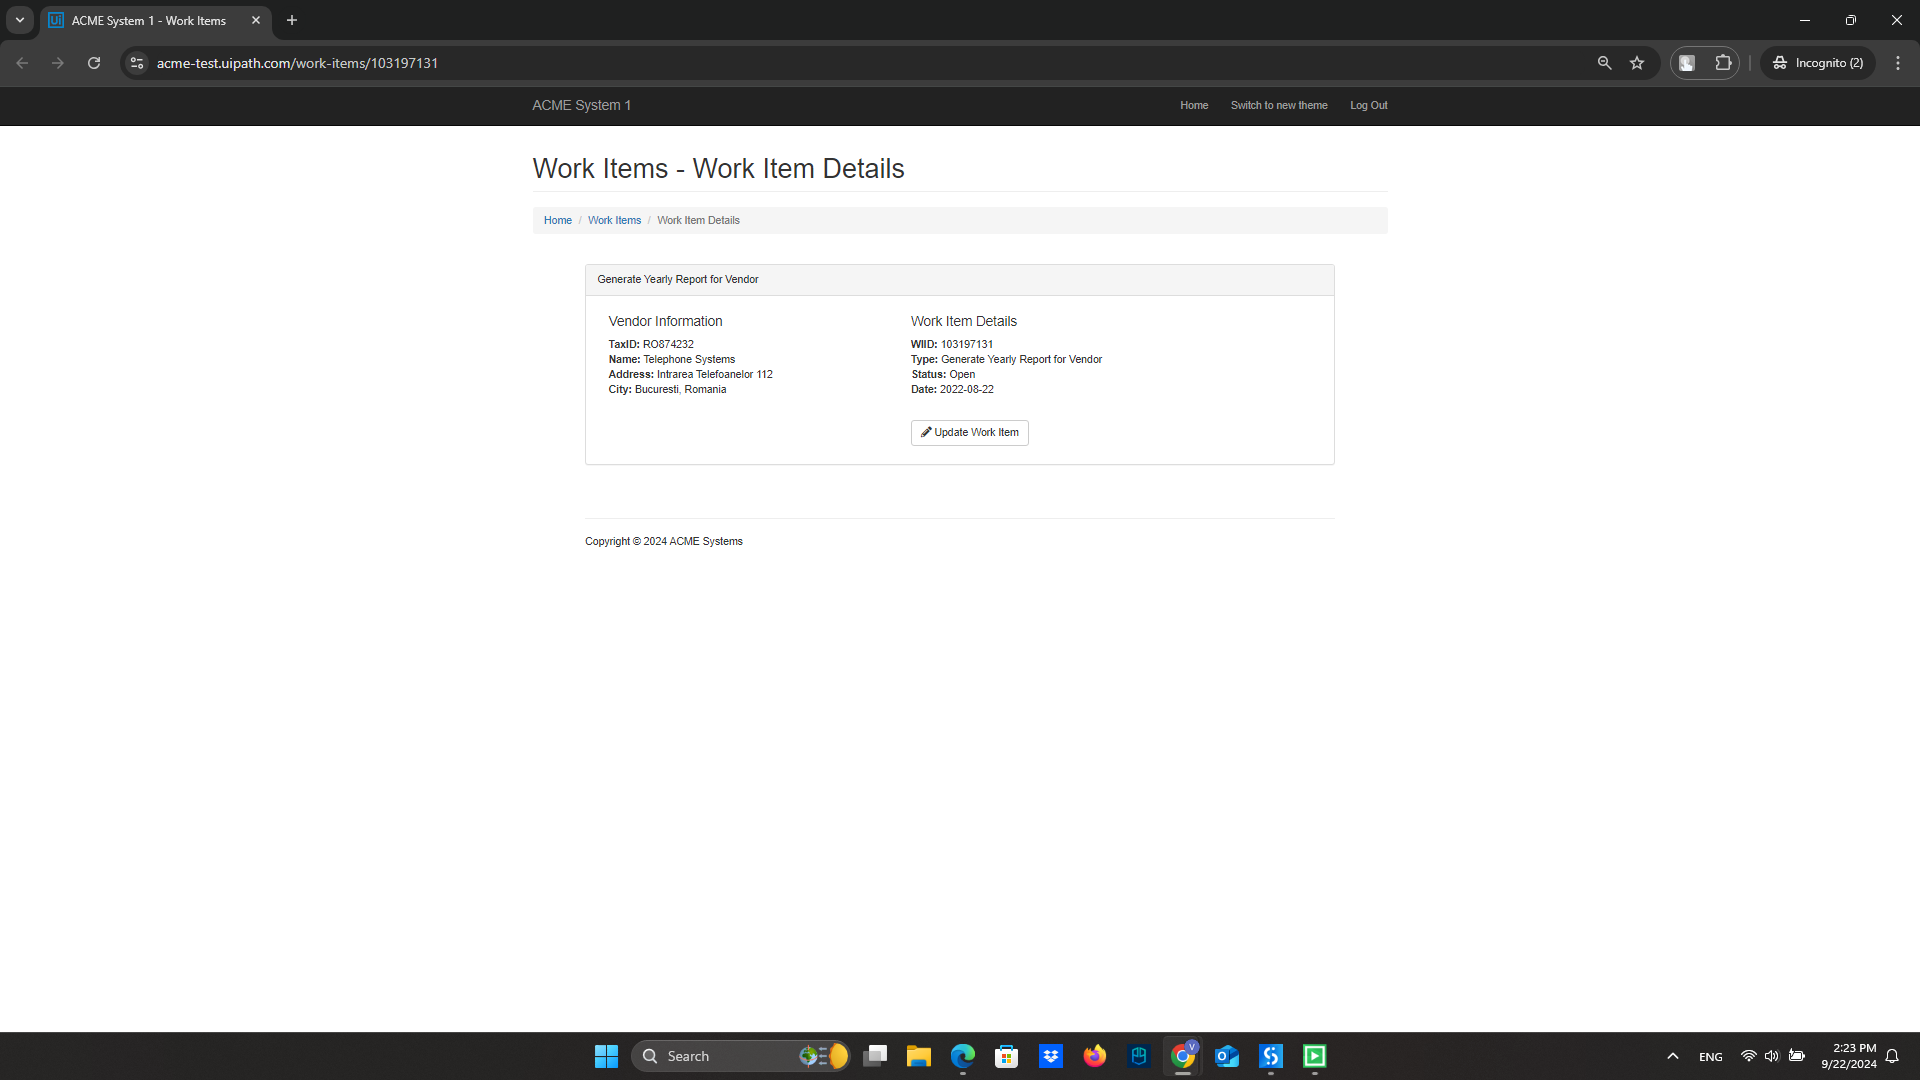 ACME System 1 - Work Items
acme-test.uipath.com/work-items/103197131
Incognito (2)
ACME System 1
Home
Switch to new theme
Log Out
Work Items - Work Item Details
Home / Work Items / Work Item Details
Generate Yearly Report for Vendor
Vendor Information
TaxID: RO874232
Name: Telephone Systems
Address: Intrarea Telefoanelor 112
City: Bucuresti, Romania
Work Item Details
WIID: 103197131
Type: Generate Yearly Report for Vendor
Status: Open
Date: 2022-08-22
Update Work Item
Copyright © 2024 ACME Systems
Search
ENG
2:23 PM
9/22/2024